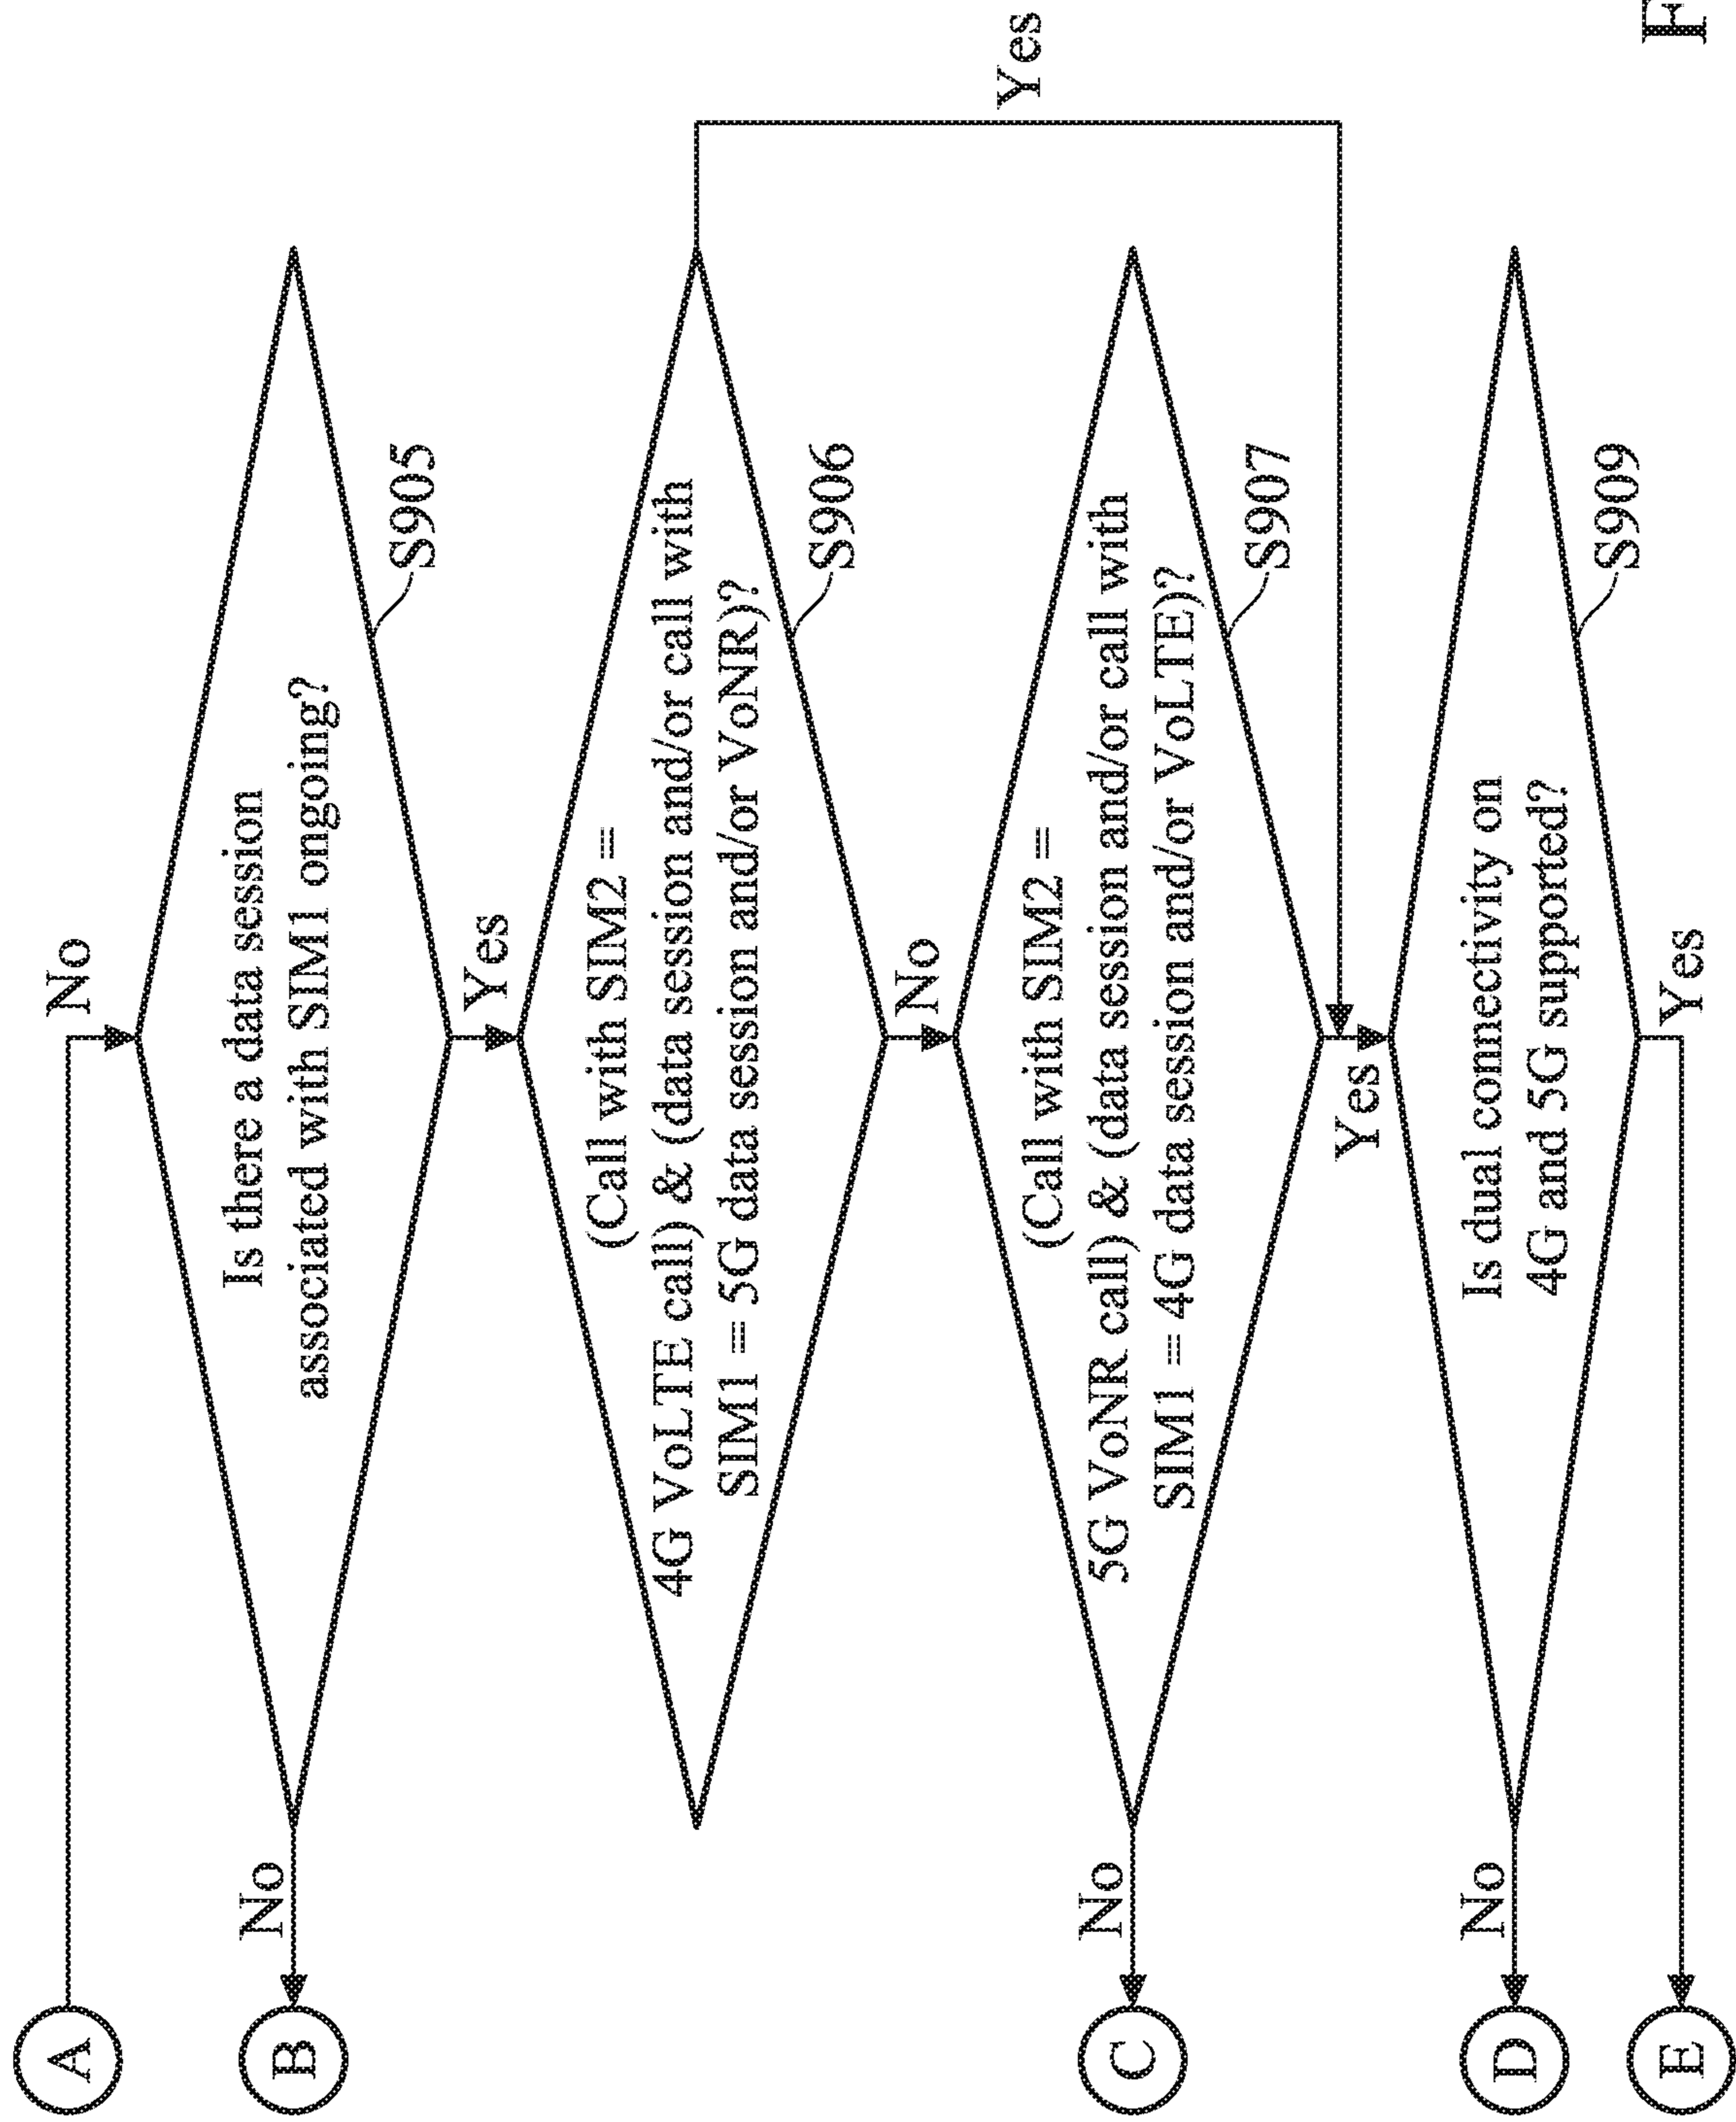 A
No
Is there a data session
associated with SIM1 ongoing?
S905
No
B
Yes
(Call with SIM2 =
4G VoLTE call) & (data session and/or call with
SIM1 = 5G data session and/or VoNR)?
S906
Yes
No
(Call with SIM2 =
5G VoNR call) & (data session and/or call with
SIM1 = 4G data session and/or VoLTE)?
S907
No
C
Yes
Is dual connectivity on
4G and 5G supported?
S909
No
D
Yes
E
F